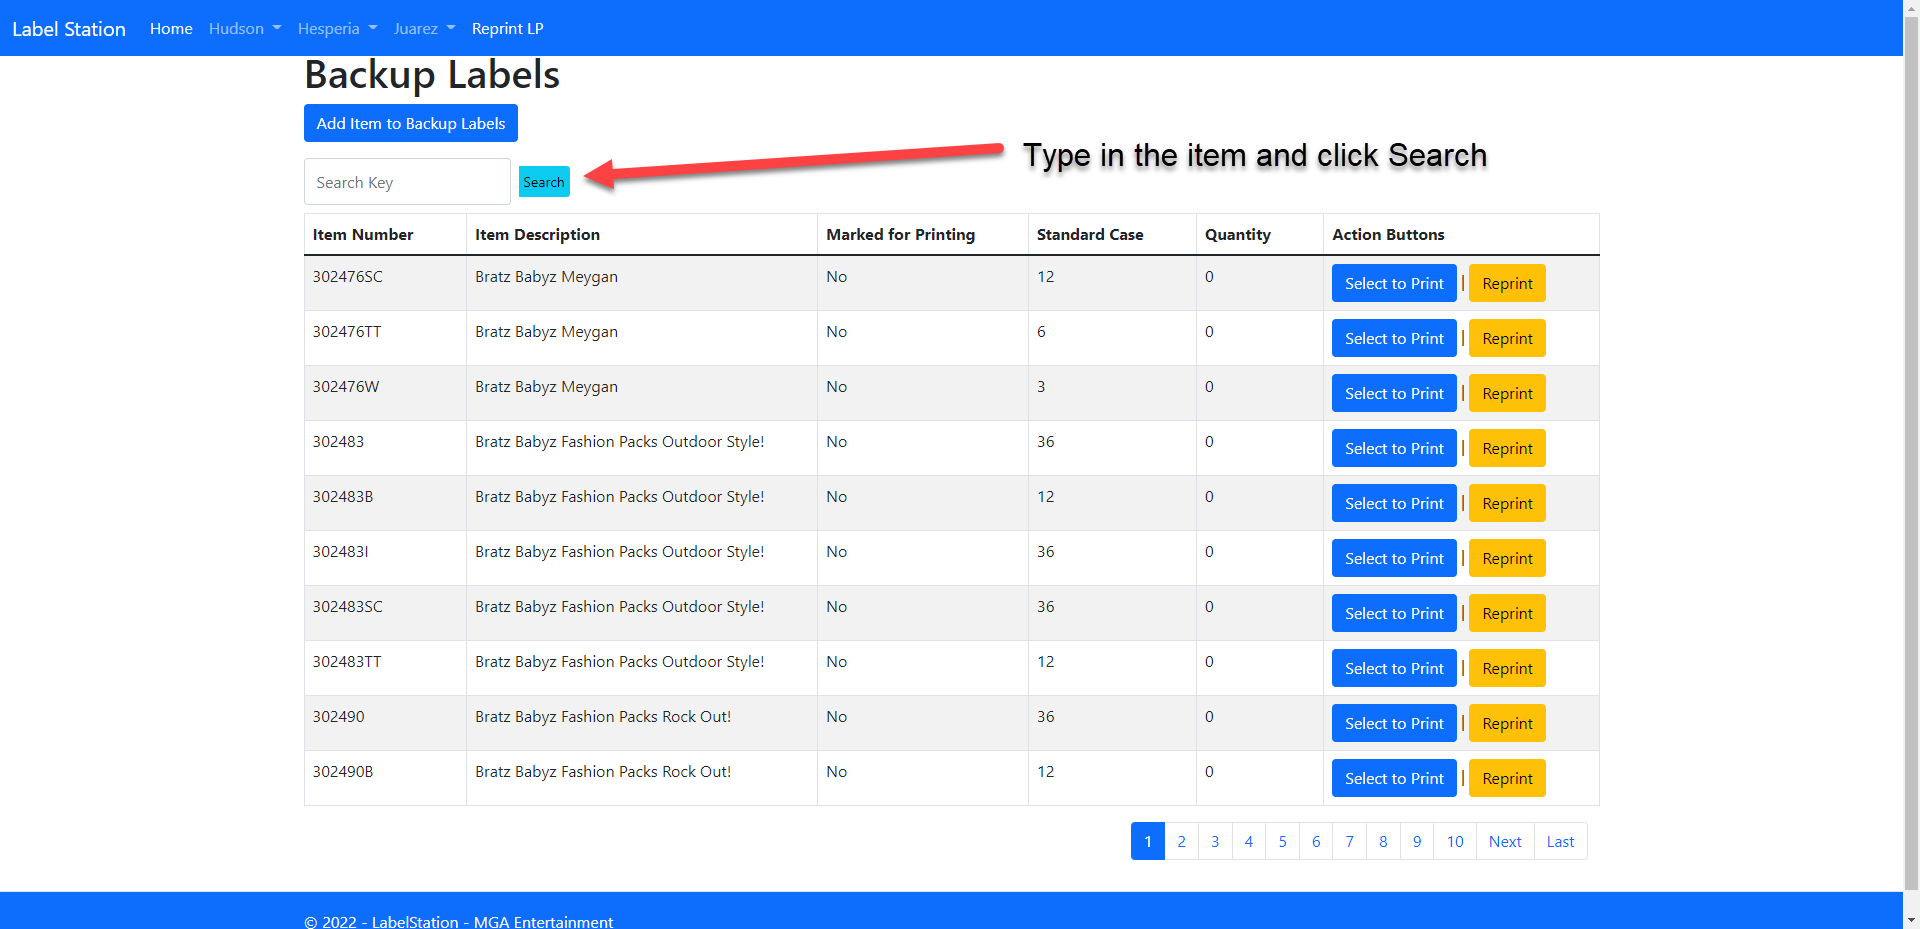 Label Station Home Hudson Hesperia Juarez Reprint LP
Backup Labels
Add Item to Backup Labels
Type in the item and click Search
Search Key Search
Item Number Item Description Marked for Printing Standard Case Quantity Action Buttons
302476SC Bratz Babyz Meygan No 12 0 Select to Print | Reprint
302476TT Bratz Babyz Meygan No 6 0 Select to Print | Reprint
302476W Bratz Babyz Meygan No 3 0 Select to Print | Reprint
302483 Bratz Babyz Fashion Packs Outdoor Style! No 36 0 Select to Print | Reprint
302483B Bratz Babyz Fashion Packs Outdoor Style! No 12 0 Select to Print | Reprint
302483I Bratz Babyz Fashion Packs Outdoor Style! No 36 0 Select to Print | Reprint
302483SC Bratz Babyz Fashion Packs Outdoor Style! No 36 0 Select to Print | Reprint
302483TT Bratz Babyz Fashion Packs Outdoor Style! No 12 0 Select to Print | Reprint
302490 Bratz Babyz Fashion Packs Rock Out! No 36 0 Select to Print | Reprint
302490B Bratz Babyz Fashion Packs Rock Out! No 12 0 Select to Print | Reprint
1 2 3 4 5 6 7 8 9 10 Next Last
© 2022 - LabelStation - MGA Entertainment